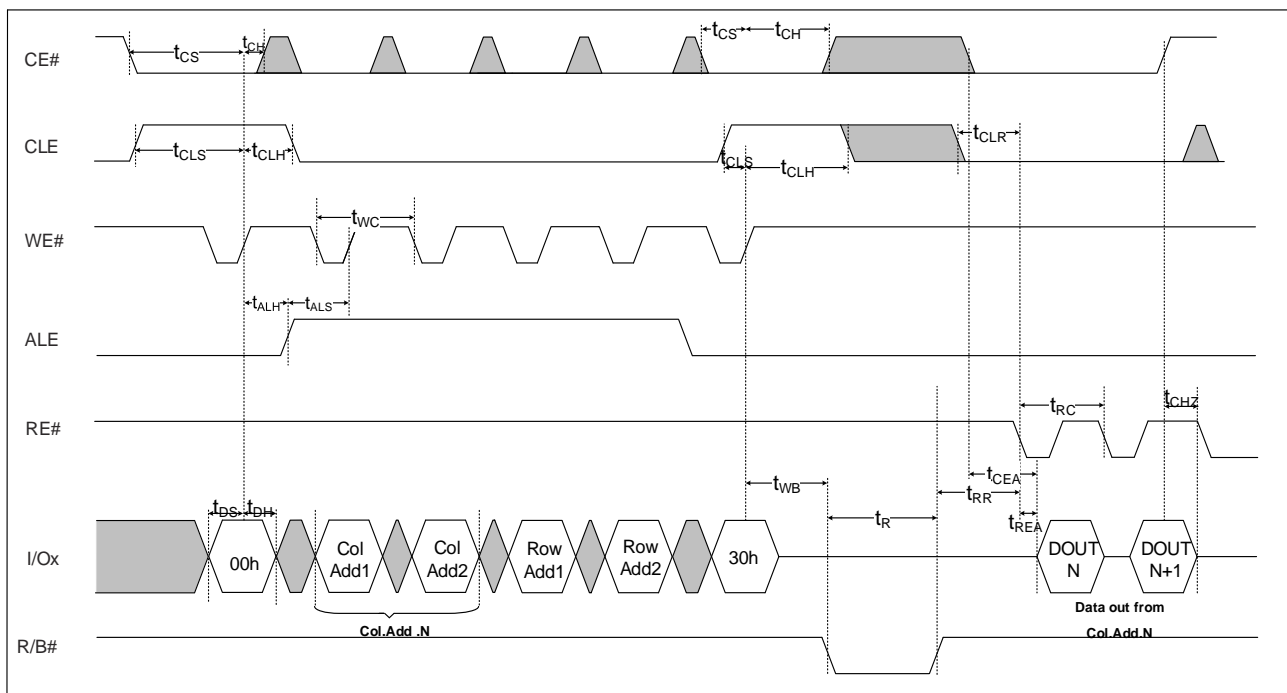 CE#
tCS
tCH
tCS
tCH
CLE
tCLS
tCLH
tCLS
tCLH
tCLR
WE#
tWC
ALE
tALH
tALS
RE#
tRC
tCHZ
tCEA
tRR
tREA
tWB
tR
I/Ox
tDS
tDH
00h
Col
Add1
Col
Add2
Row
Add1
Row
Add2
30h
DOUT
N
DOUT
N+1
Col.Add .N
Data out from
Col.Add.N
R/B#